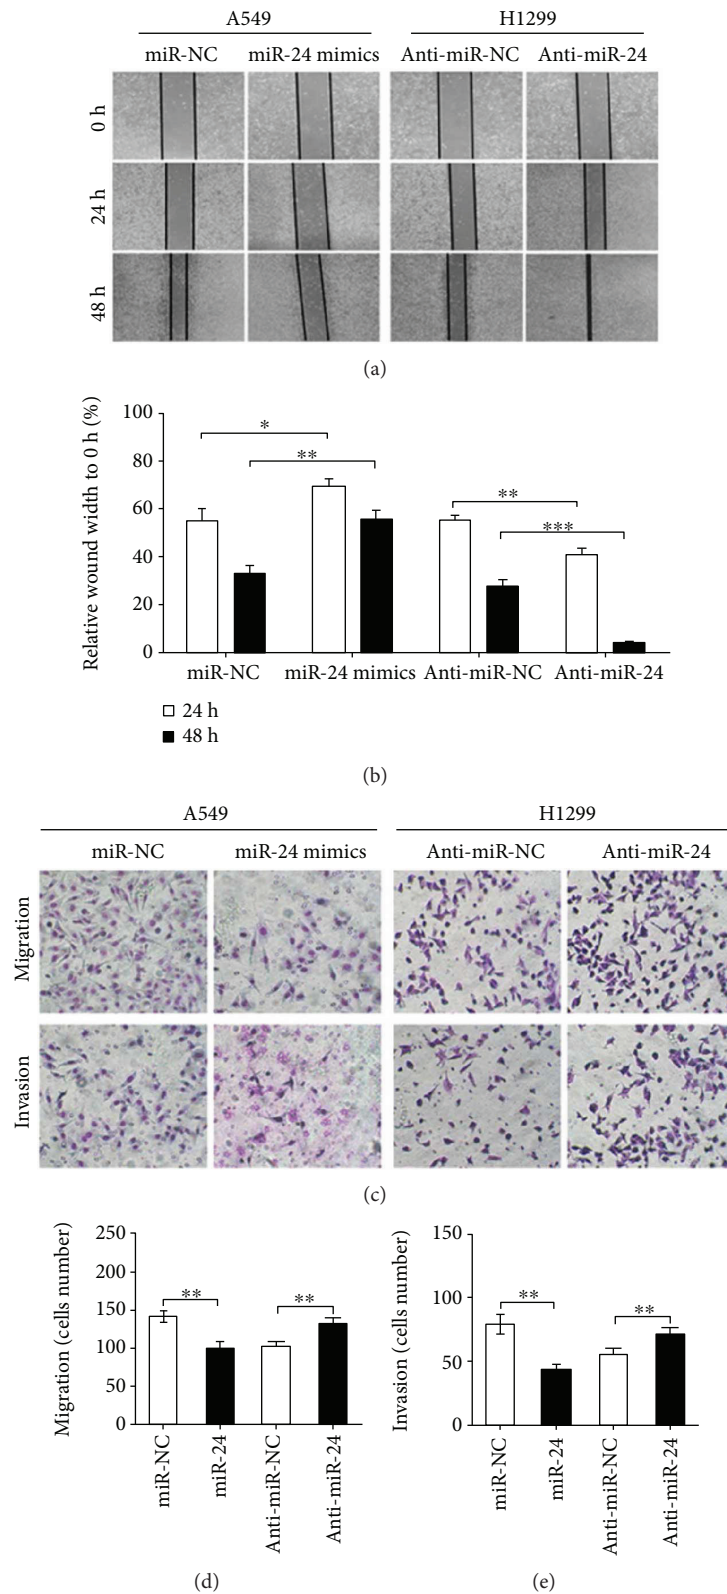 A549 H1299
miR-NC miR-24 mimics Anti-miR-NC Anti-miR-24
0 h
24 h
48 h
(a)
Relative wound width to 0 h (%)
100
80
60
40
20
0
* ** ** ***
miR-NC miR-24 mimics Anti-miR-NC Anti-miR-24
24 h
48 h
(b)
A549 H1299
miR-NC miR-24 mimics Anti-miR-NC Anti-miR-24
Migration
Invasion
(c)
Migration (cells number)
250
200
150
100
50
0
** **
miR-NC miR-24 Anti-miR-NC Anti-miR-24
(d)
Invasion (cells number)
150
100
50
0
** **
miR-NC miR-24 Anti-miR-NC Anti-miR-24
(e)